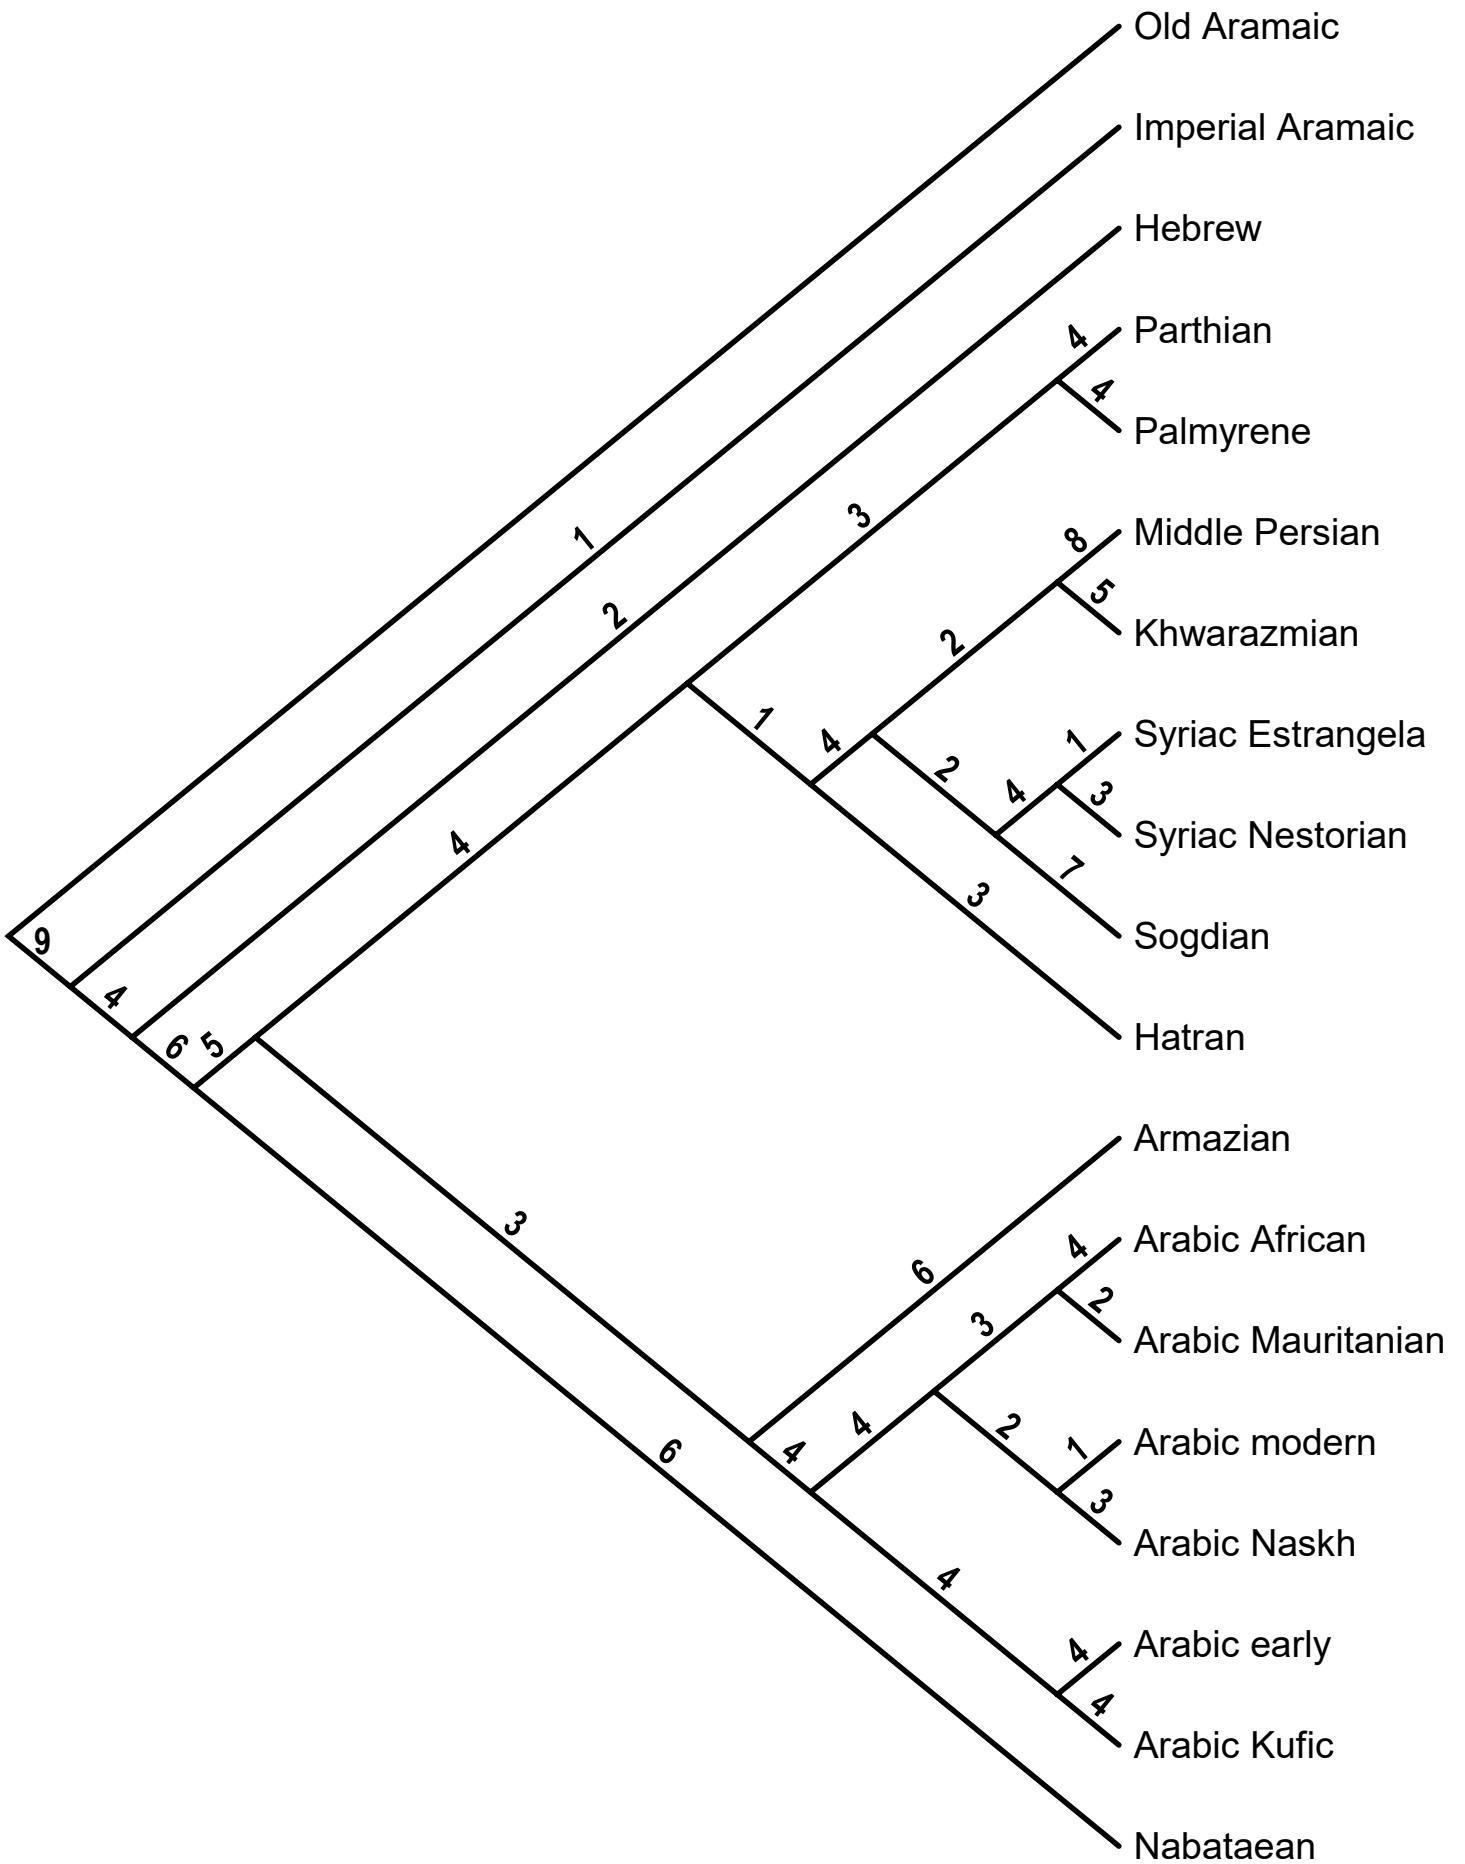 Old Aramaic
Imperial Aramaic
Hebrew
4 Parthian
4
Palmyrene
3
8 Middle Persian
1
5
2
Khwarazmian
2
1
4
1 Syriac Estrangela
2
4
3
Syriac Nestorian
4
7
3
9
Sogdian
4
6 5
Hatran
Armazian
3
4 Arabic African
6
2
3
Arabic Mauritanian
4
2
1 Arabic modern
6
4
3
Arabic Naskh
4
4 Arabic early
4
Arabic Kufic
Nabataean